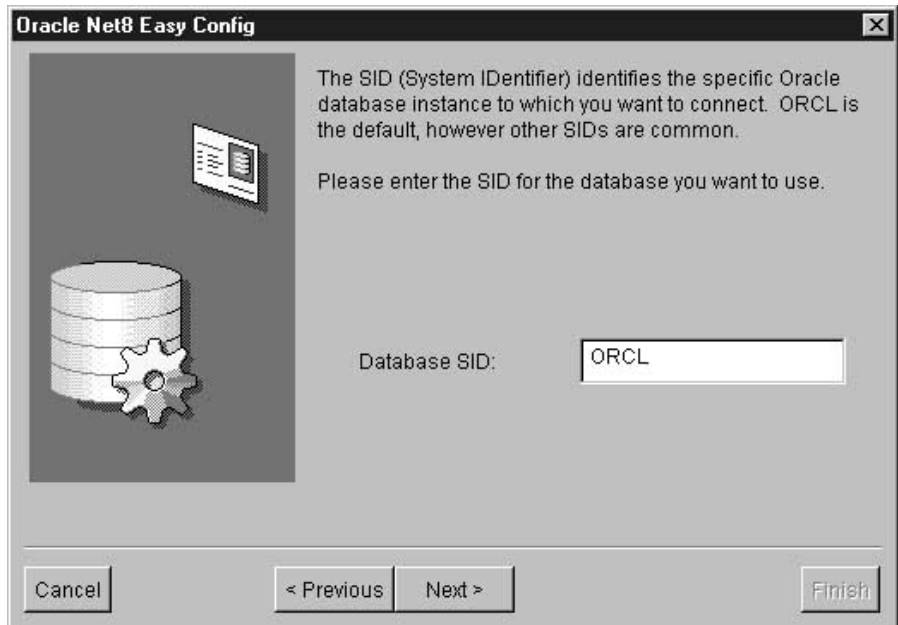 Oracle Net8 Easy Config
The SID (System IDentifier) identifies the specific Oracle
database instance to which you want to connect. ORCL is
the default, however other SIDs are common.
Please enter the SID for the database you want to use.
Database SID:
ORCL
Cancel
< Previous
Next >
Finish